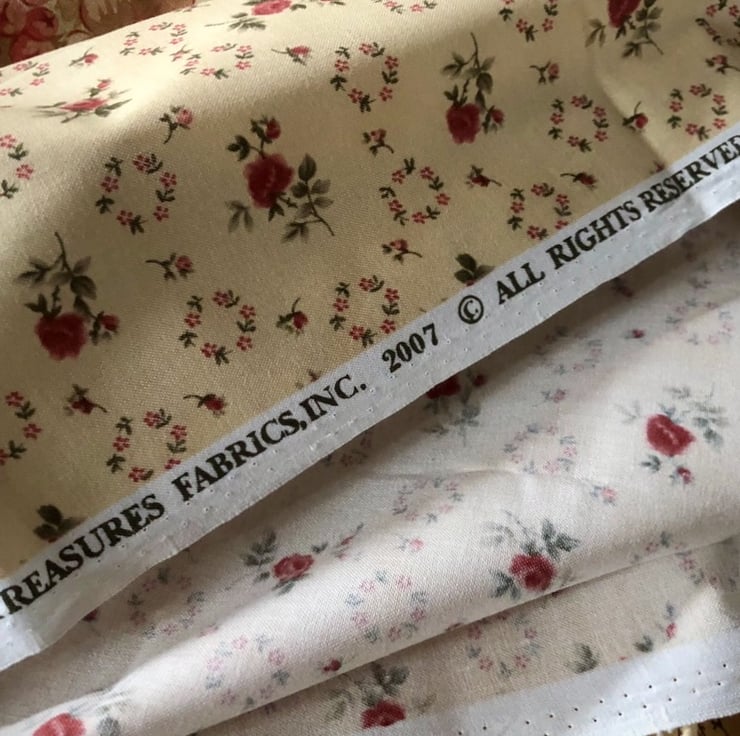 REASURES FABRICS,INC. 2007 © ALL RIGHTS RESERVE